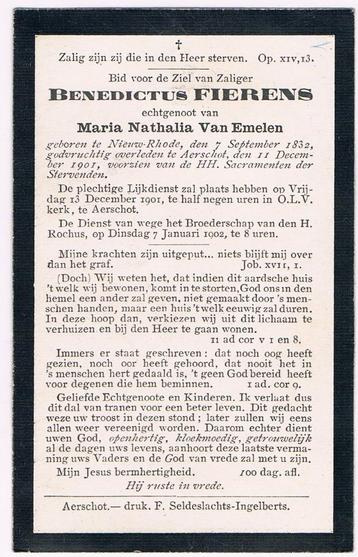 †
Zalig zijn zij die in den Heer sterven. Op. XIV,13.
Bid voor de Ziel van Zaliger
BENEDICTUS FIERENS
echtgenoot van
Maria Nathalia Van Emelen
geboren te Nieuw-Rhode, den 7 September 1832,
godvruchtig overleden te Aerschot, den 11 Decem-
ber 1901, voorzien van de HH. Sacramenten der
Stervenden.
De plechtige Lijkdienst zal plaats hebben op Vrij-
dag 13 December 1901, te half negen uren in O.L.V.
kerk, te Aerschot.
De Dienst van wege het Broederschap van den H.
Rochus, op Dinsdag 7 Januari 1902, te 8 uren.
Mijne krachten zijn uitgeput... niets blijft mij over
dan het graf. Job. XVII, 1.
(Doch) Wij weten het, dat indien dit aardsche huis
't welk wij bewonen, komt in te storten, God ons in den
hemel een ander zal geven, niet gemaakt door 's men-
schen handen, maar een huis 't welk eeuwig zal duren.
In deze hoop dan, verkiezen wij uit dit lichaam te
verhuizen en bij den Heer te gaan wonen.
11 ad cor v 1 en 8.
Immers er staat geschreven : dat noch oog heeft
gezien, noch oor heeft gehoord, dat nooit het in
's menschen hert gedaald is, 't geen God bereid heeft
voor degenen die hem beminnen. 1 ad. cor 9.
Geliefde Echtgenoote en Kinderen. Ik verlaat dus
dit dal van tranen voor een beter leven. Dit gedacht
weze uw troost in dezen stond ; later zullen wij eens
allen weer vereenigd worden. Daarom echter dient
uwen God, openhertig, kloekmoedig, getrouwelijk
al de dagen uws levens, aanhoort deze laatste verma-
ning uws Vaders en de God van vrede zal met u zijn.
Mijn Jesus bermhertigheid. 100 dag. afl.
Hij ruste in vrede.
Aerschot.— druk. F. Seldeslachts-Ingelberts.